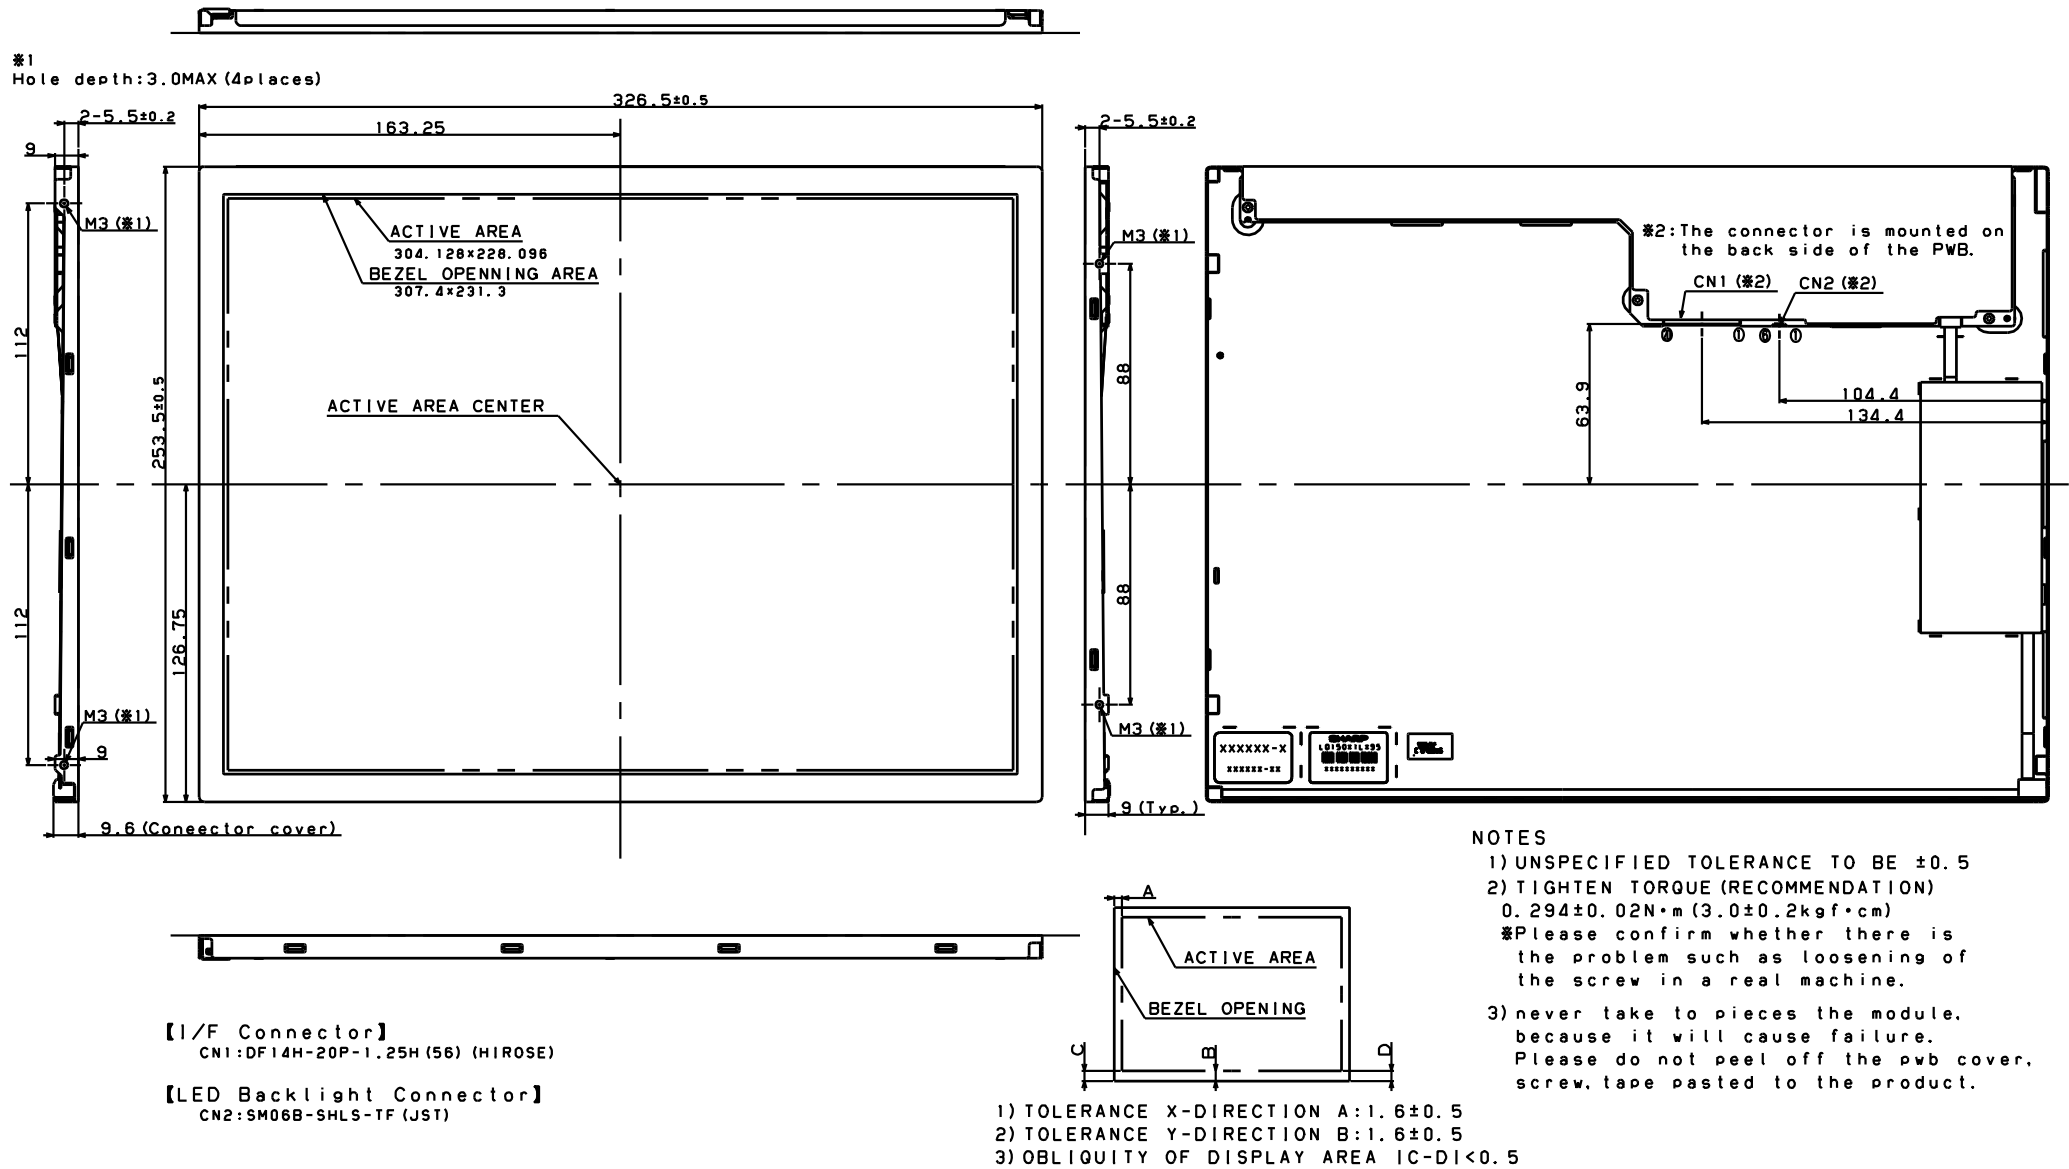 ※1
Hole depth:3.0MAX(4places)
326.5±0.5
163.25
2-5.5±0.2
9
M3(※1)
112
112
253.5±0.5
126.75
ACTIVE AREA
304.128×228.096
BEZEL OPENNING AREA
307.4×231.3
ACTIVE AREA CENTER
M3(※1)
9
9.6(Coneector cover)
2-5.5±0.2
M3(※1)
88
88
M3(※1)
9(Typ.)
※2:The connector is mounted on
the back side of the PWB.
CN1(※2)
CN2(※2)
⑳ ① ⑥ ①
63.9
104.4
134.4
XXXXXX-X
XXXXXX-XX
SHARP
LQ150X1LX95
XXXXXXXXXX
NOTES
1)UNSPECIFIED TOLERANCE TO BE ±0.5
2)TIGHTEN TORQUE(RECOMMENDATION)
0.294±0.02N・m(3.0±0.2kgf・cm)
※Please confirm whether there is
the problem such as loosening of
the screw in a real machine.
3)never take to pieces the module,
because it will cause failure.
Please do not peel off the pwb cover,
screw,tape pasted to the product.
A
ACTIVE AREA
BEZEL OPENING
C
B
D
1)TOLERANCE X-DIRECTION A:1.6±0.5
2)TOLERANCE Y-DIRECTION B:1.6±0.5
3)OBLIQUITY OF DISPLAY AREA |C-D|<0.5
【I/F Connector】
CN1:DF14H-20P-1.25H(56)(HIROSE)
【LED Backlight Connector】
CN2:SM06B-SHLS-TF(JST)